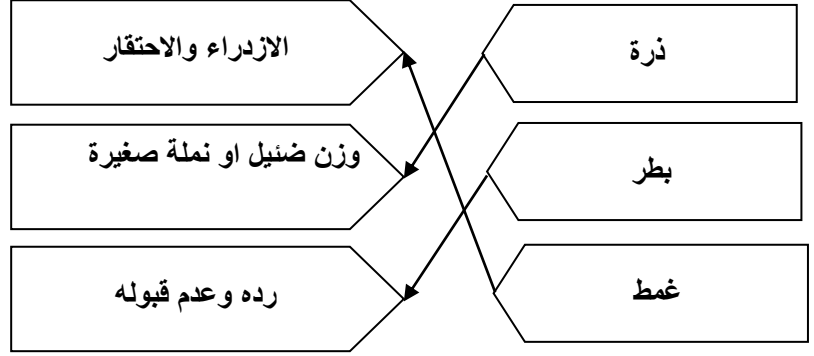 ذرة
الازدراء والاحتقار
بطر
وزن ضئيل او نملة صغيرة
غمط
رده وعدم قبوله